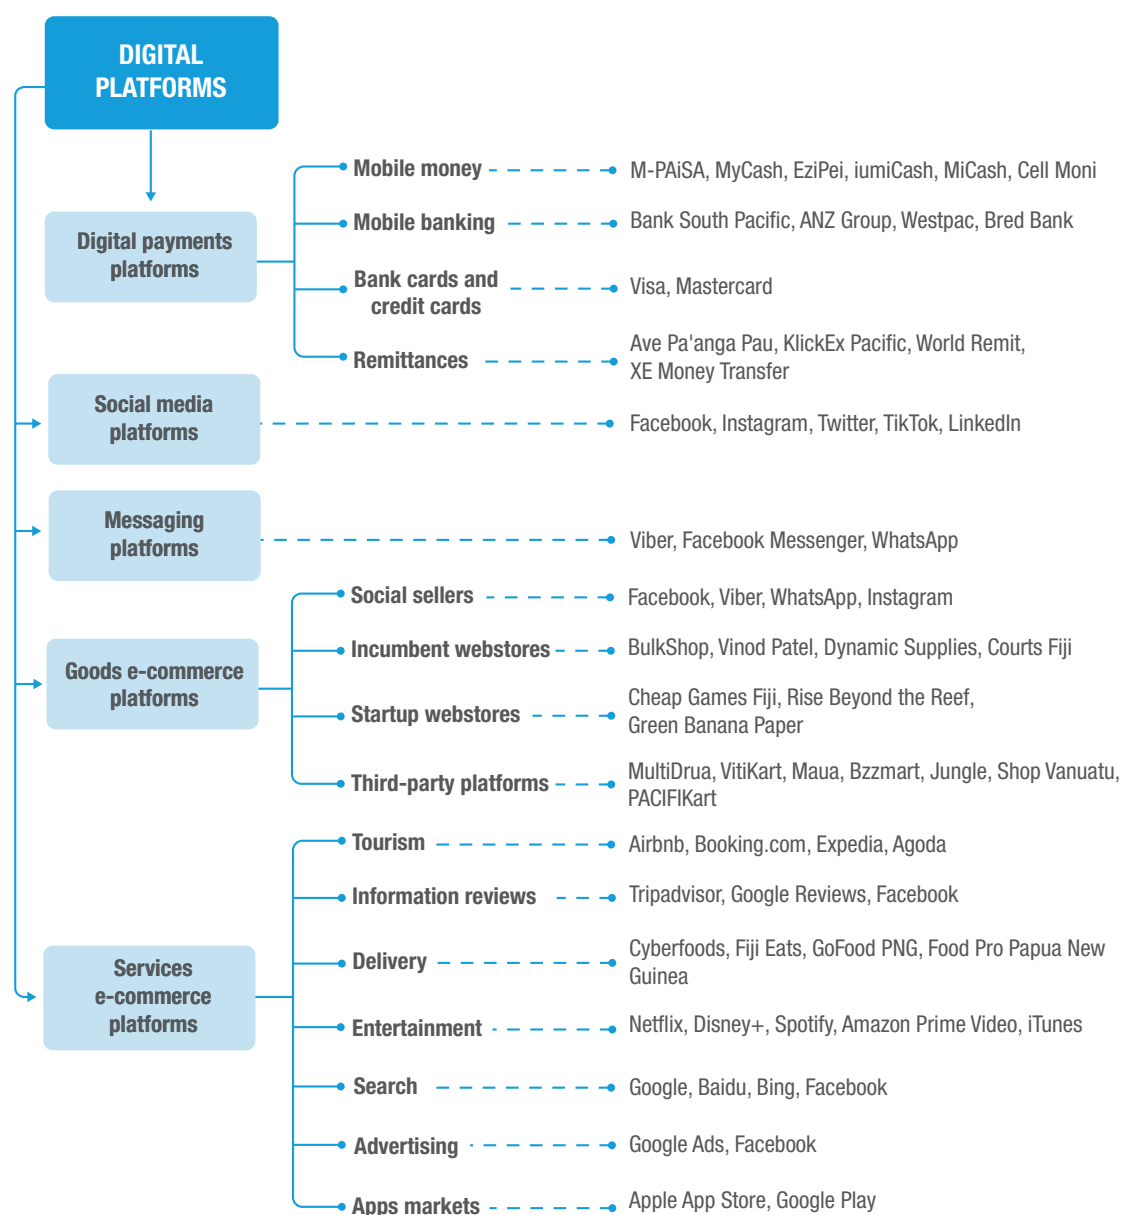 DIGITAL
PLATFORMS
Digital payments
platforms
Mobile money
M-PAiSA, MyCash, EziPei, iumiCash, MiCash, Cell Moni
Mobile banking
Bank South Pacific, ANZ Group, Westpac, Bred Bank
Bank cards and
credit cards
Visa, Mastercard
Remittances
Ave Pa'anga Pau, KlickEx Pacific, World Remit,
XE Money Transfer
Social media
platforms
Facebook, Instagram, Twitter, TikTok, LinkedIn
Messaging
platforms
Viber, Facebook Messenger, WhatsApp
Goods e-commerce
platforms
Social sellers
Facebook, Viber, WhatsApp, Instagram
Incumbent webstores
BulkShop, Vinod Patel, Dynamic Supplies, Courts Fiji
Startup webstores
Cheap Games Fiji, Rise Beyond the Reef,
Green Banana Paper
Third-party platforms
MultiDrua, VitiKart, Maua, Bzzmart, Jungle, Shop Vanuatu,
PACIFIKart
Services
e-commerce
platforms
Tourism
Airbnb, Booking.com, Expedia, Agoda
Information reviews
Tripadvisor, Google Reviews, Facebook
Delivery
Cyberfoods, Fiji Eats, GoFood PNG, Food Pro Papua New
Guinea
Entertainment
Netflix, Disney+, Spotify, Amazon Prime Video, iTunes
Search
Google, Baidu, Bing, Facebook
Advertising
Google Ads, Facebook
Apps markets
Apple App Store, Google Play